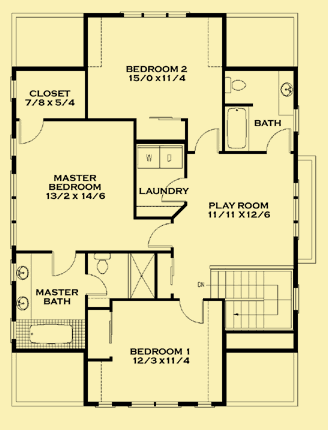 BEDROOM 2
15/0 x11/4
CLOSET
7/8 x 5/4
BATH
W
D
MASTER
BEDROOM
13/2 x 14/6
LAUNDRY
PLAY ROOM
11/11 X12/6
DN
MASTER
BATH
BEDROOM 1
12/3 x11/4